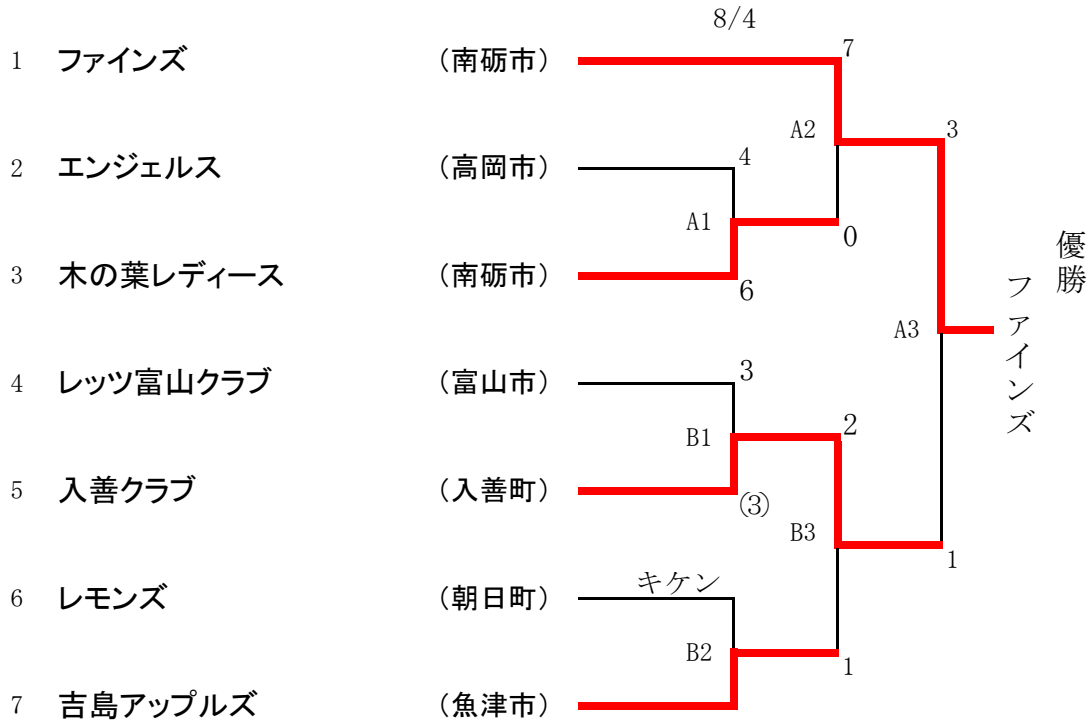 8/4
1 ファインズ （南砺市） 7
A2 3
2 エンジェルス （高岡市） 4
A1 0
3 木の葉レディース （南砺市） 6
優勝
ファインズ
A3
4 レッツ富山クラブ （富山市） 3
B1 2
5 入善クラブ （入善町） (3)
B3 1
6 レモンズ （朝日町） キケン
B2 1
7 吉島アップルズ （魚津市）